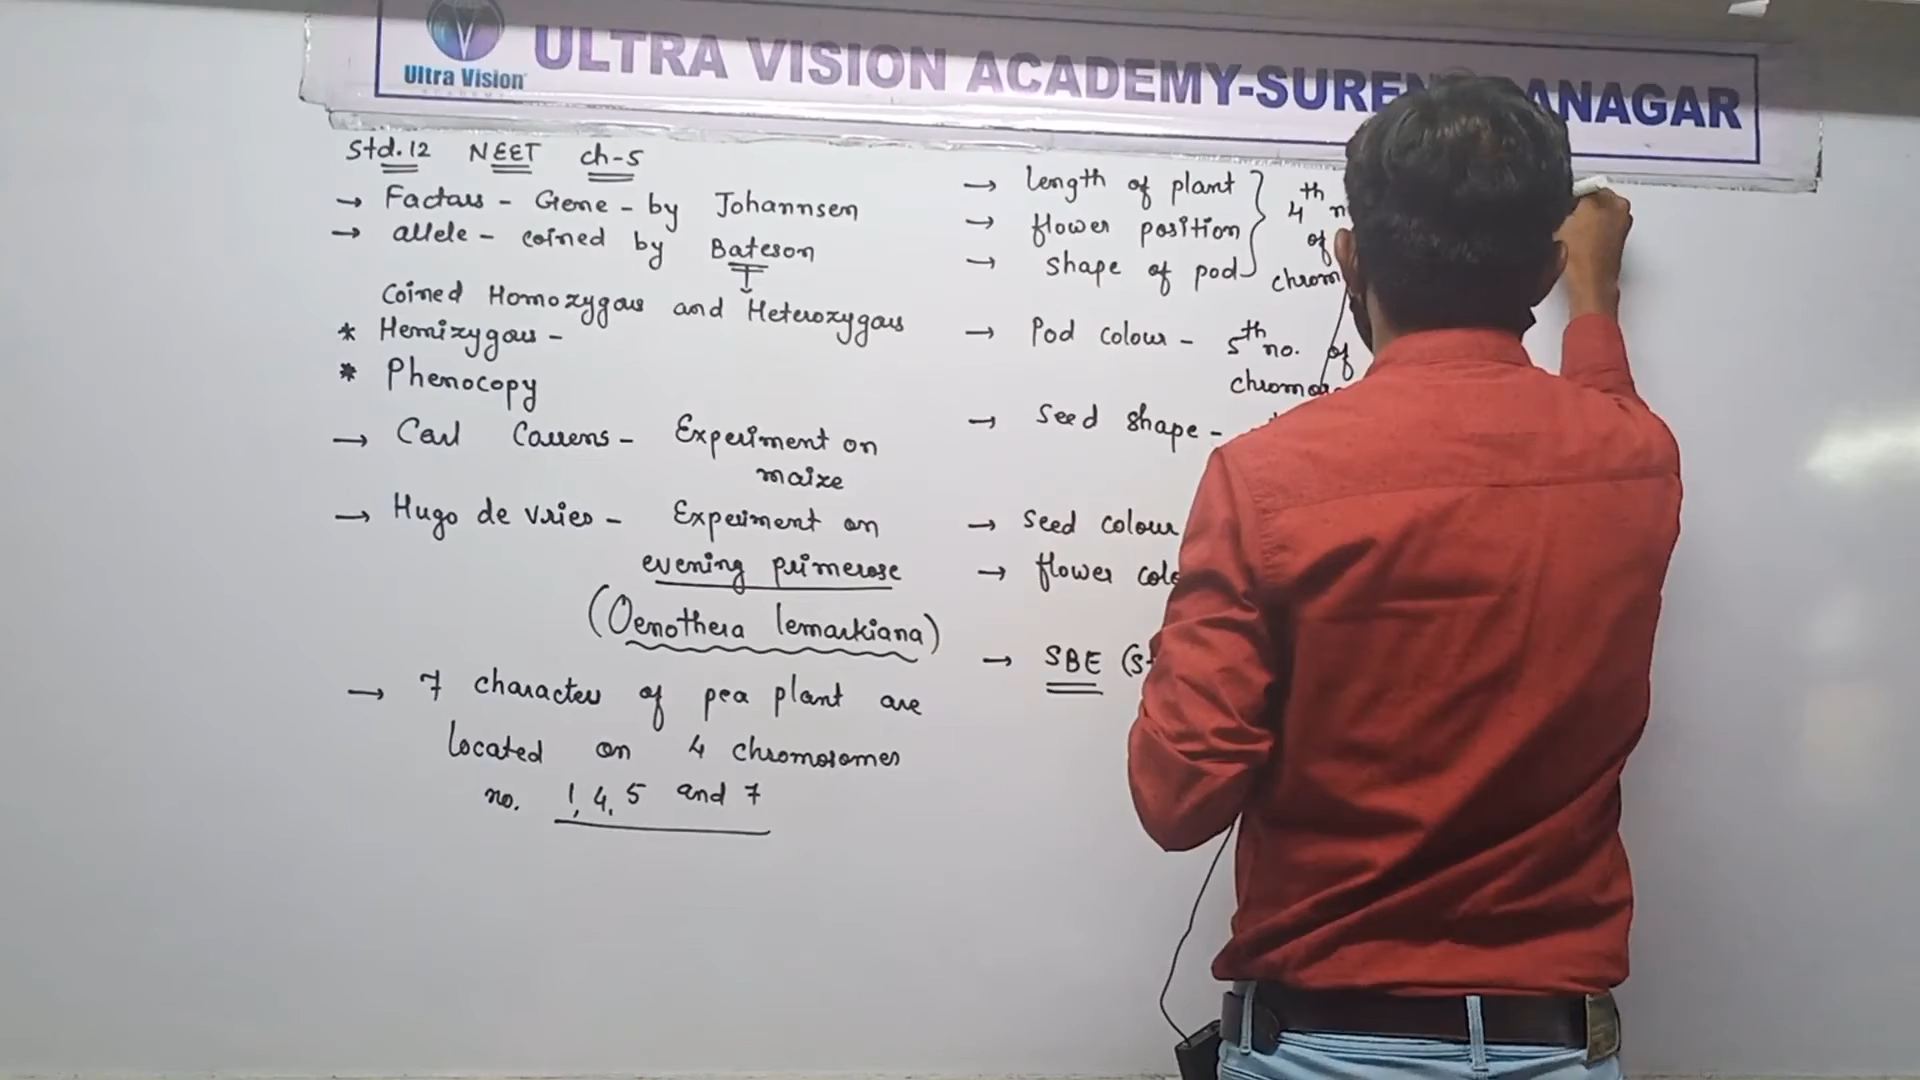 Ultra Vision
ULTRA VISION ACADEMY-SURE ANAGAR
Std.12 NEET ch-5
→ Factors - Gene - by Johannsen
→ allele - coined by Bateson
Coined Homozygous and Heterozygous
* Hemizygous -
* Phenocopy
→ Carl Correns - Experiment on
maize
→ Hugo de vries - Experiment on
evening primerose
(Oenothera lemarkiana)
→ 7 character of pea plant are
located on 4 chromosomes
no. 1, 4, 5 and 7
→ length of plant
→ flower position
→ shape of pod
4th n
of
chrom
→ Pod colour - 5th no. of
chromo
→ Seed shape -
→ Seed colour
→ flower colo
→ SBE (S